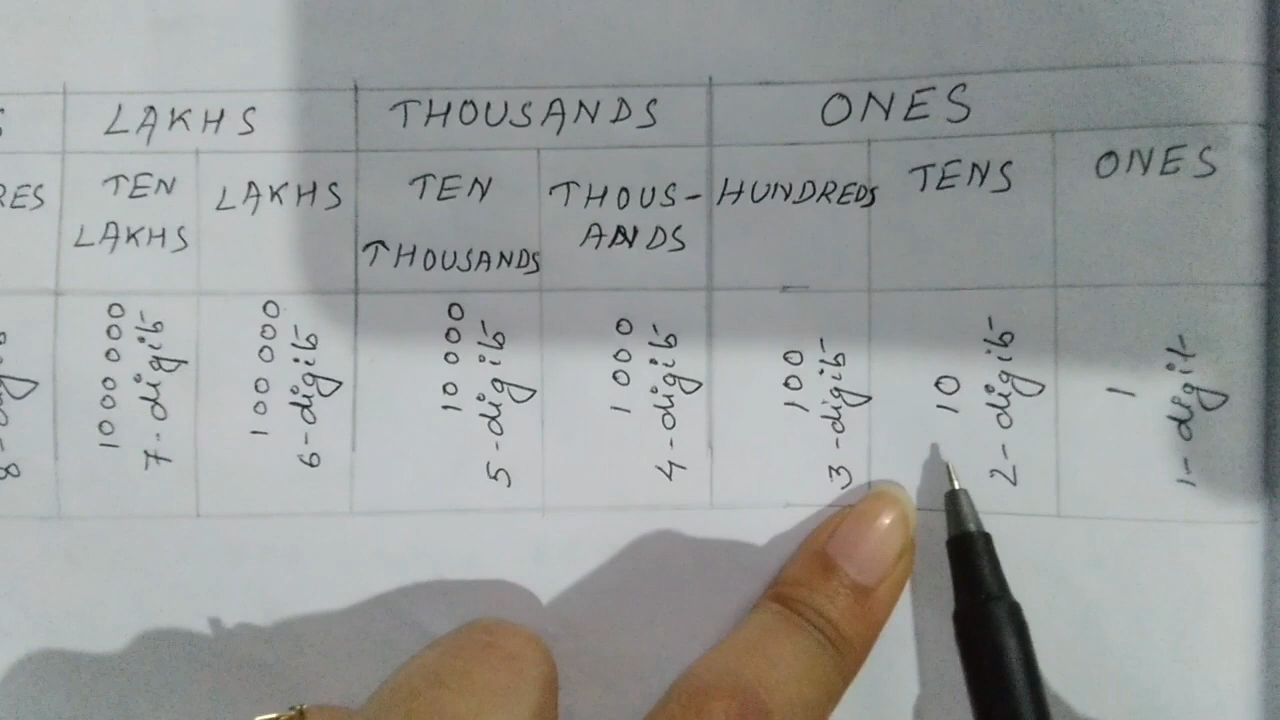 LAKHS
THOUSANDS
ONES
TEN
LAKHS
LAKHS
TEN
THOUSANDS
THOUS-
ANDS
HUNDREDS
TENS
ONES
10 00 000
7-digit
1 00 000
6-digit
10 000
5-digit
1 000
4-digit
100
3-digit
10
2-digit
1
1-digit